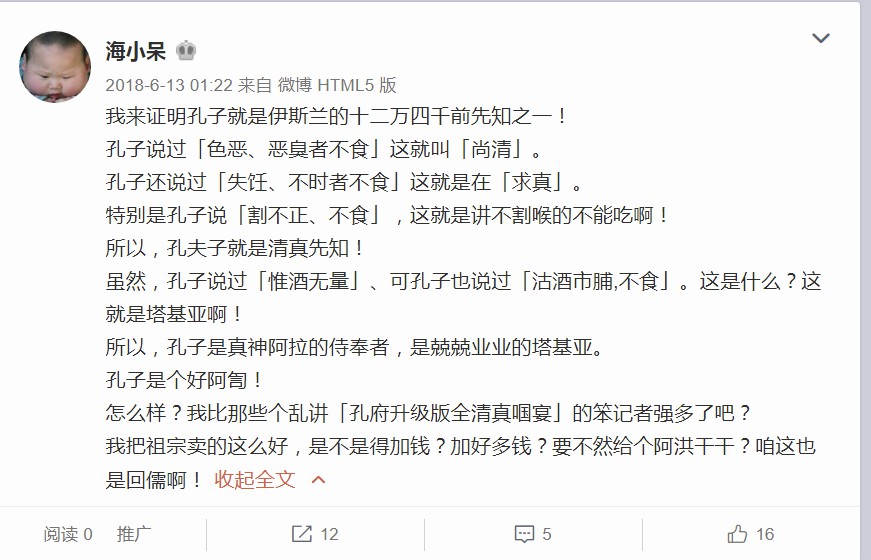 海小呆
2018-6-13 01:22 来自 微博 HTML5 版
我来证明孔子就是伊斯兰的十二万四千前先知之一！
孔子说过「色恶、恶臭者不食」这就叫「尚清」。
孔子还说过「失饪、不时者不食」这就是在「求真」。
特别是孔子说「割不正、不食」，这就是讲不割喉的不能吃啊！
所以，孔夫子就是清真先知！
虽然，孔子说过「惟酒无量」、可孔子也说过「沽酒市脯,不食」。这是什么？这
就是塔基亚啊！
所以，孔子是真神阿拉的侍奉者，是兢兢业业的塔基亚。
孔子是个好阿訇！
怎么样？我比那些个乱讲「孔府升级版全清真啯宴」的笨记者强多了吧？
我把祖宗卖的这么好，是不是得加钱？加好多钱？要不然给个阿洪干干？咱这也
是回儒啊！ 收起全文
阅读 0 推广 12 5 16